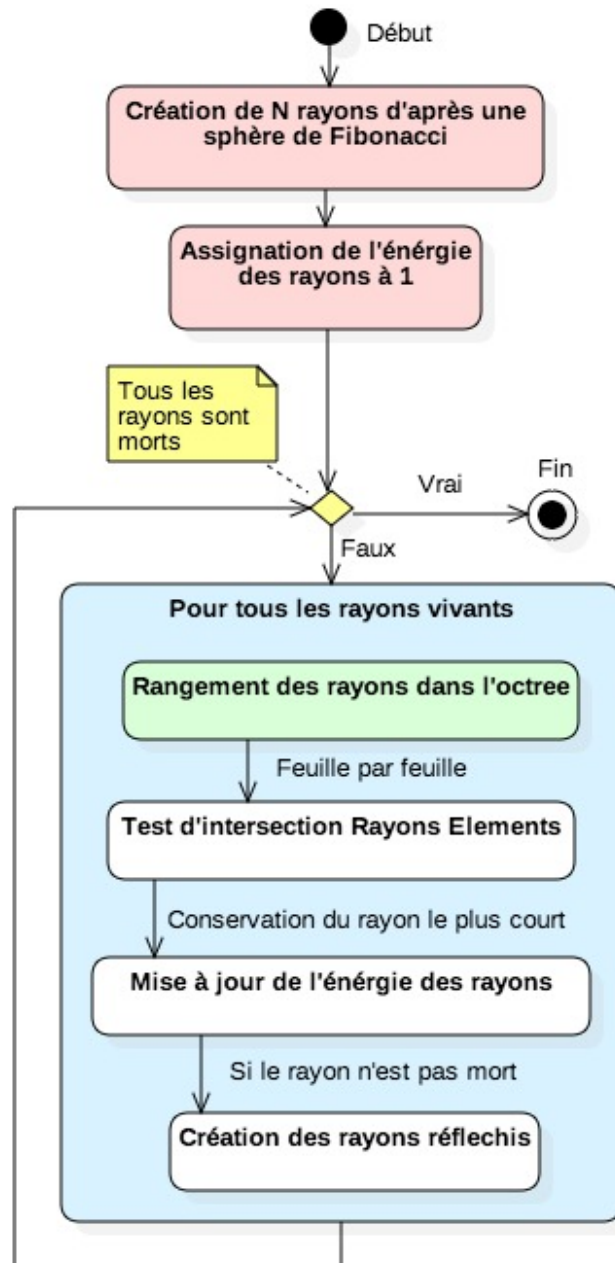 Début
Création de N rayons d'après une
sphère de Fibonacci
Assignation de l'énérgie
des rayons à 1
Tous les
rayons sont
morts
Vrai
Fin
Faux
Pour tous les rayons vivants
Rangement des rayons dans l'octree
Feuille par feuille
Test d'intersection Rayons Elements
Conservation du rayon le plus court
Mise à jour de l'énérgie des rayons
Si le rayon n'est pas mort
Création des rayons réflechis